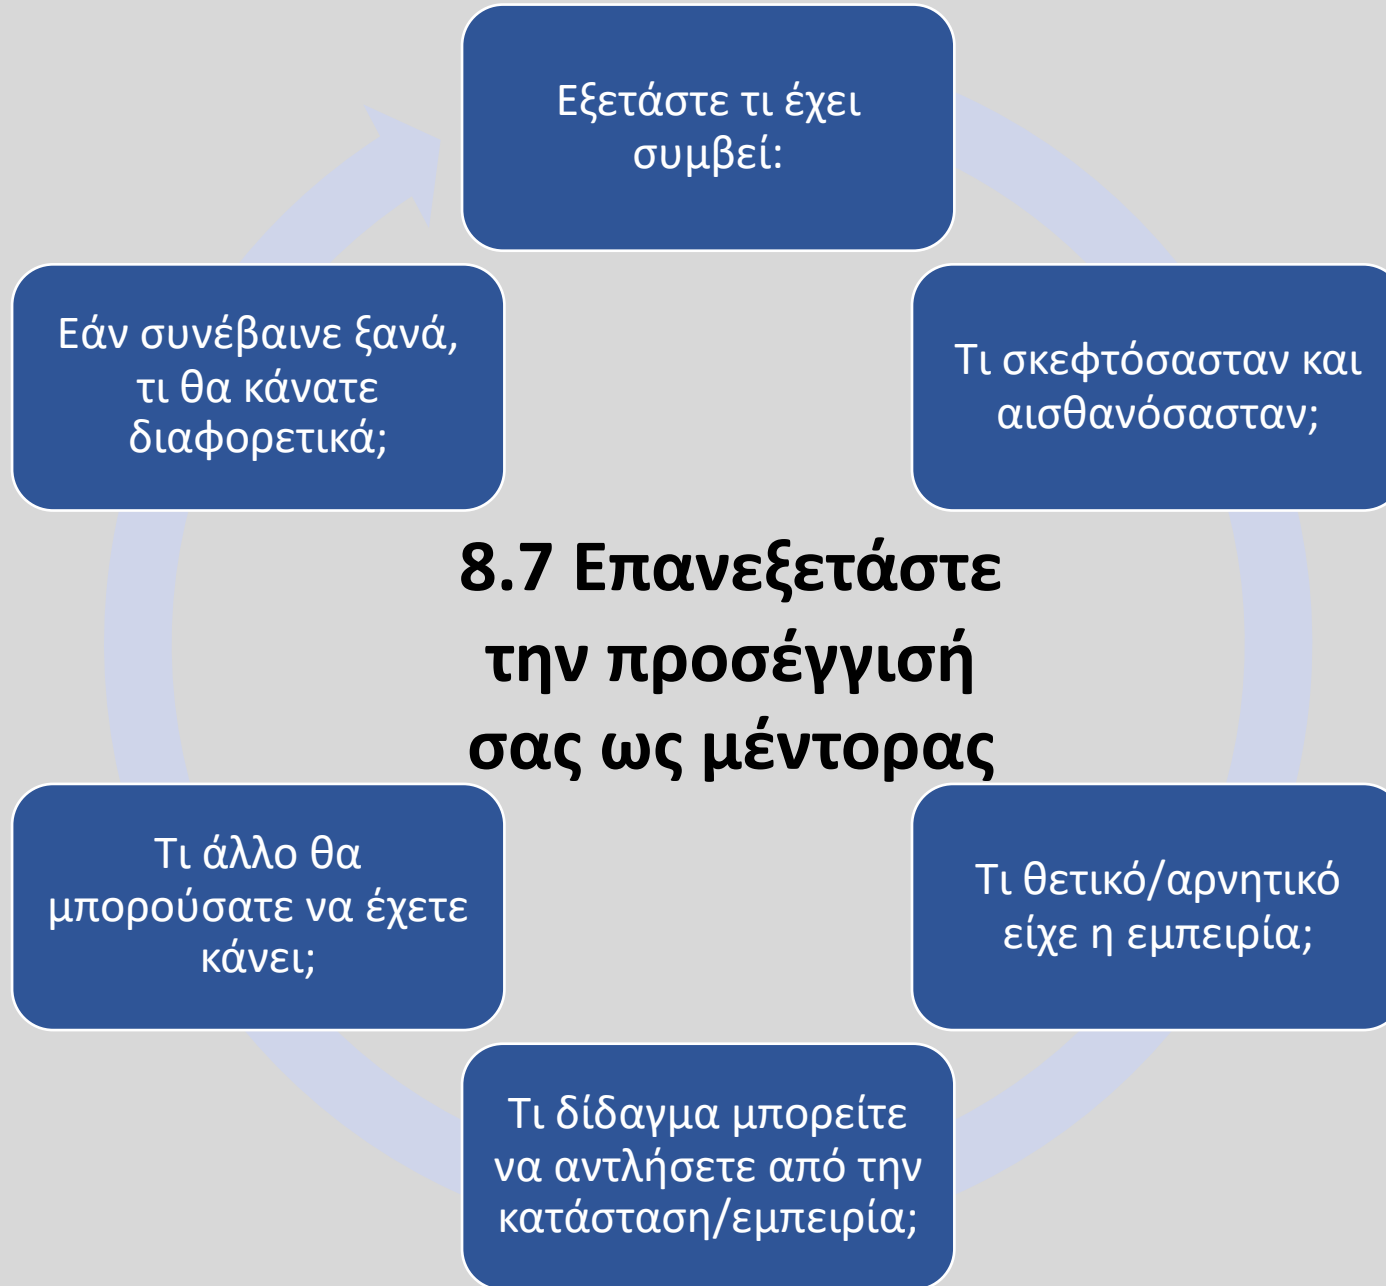 Εξετάστε τι έχει
συμβεί:
Τι σκεφτόσασταν και
αισθανόσασταν;
Τι θετικό/αρνητικό
είχε η εμπειρία;
Τι δίδαγμα μπορείτε
να αντλήσετε από την
κατάσταση/εμπειρία;
Τι άλλο θα
μπορούσατε να έχετε
κάνει;
Εάν συνέβαινε ξανά,
τι θα κάνατε
διαφορετικά;
8.7 Επανεξετάστε
την προσέγγισή
σας ως μέντορας